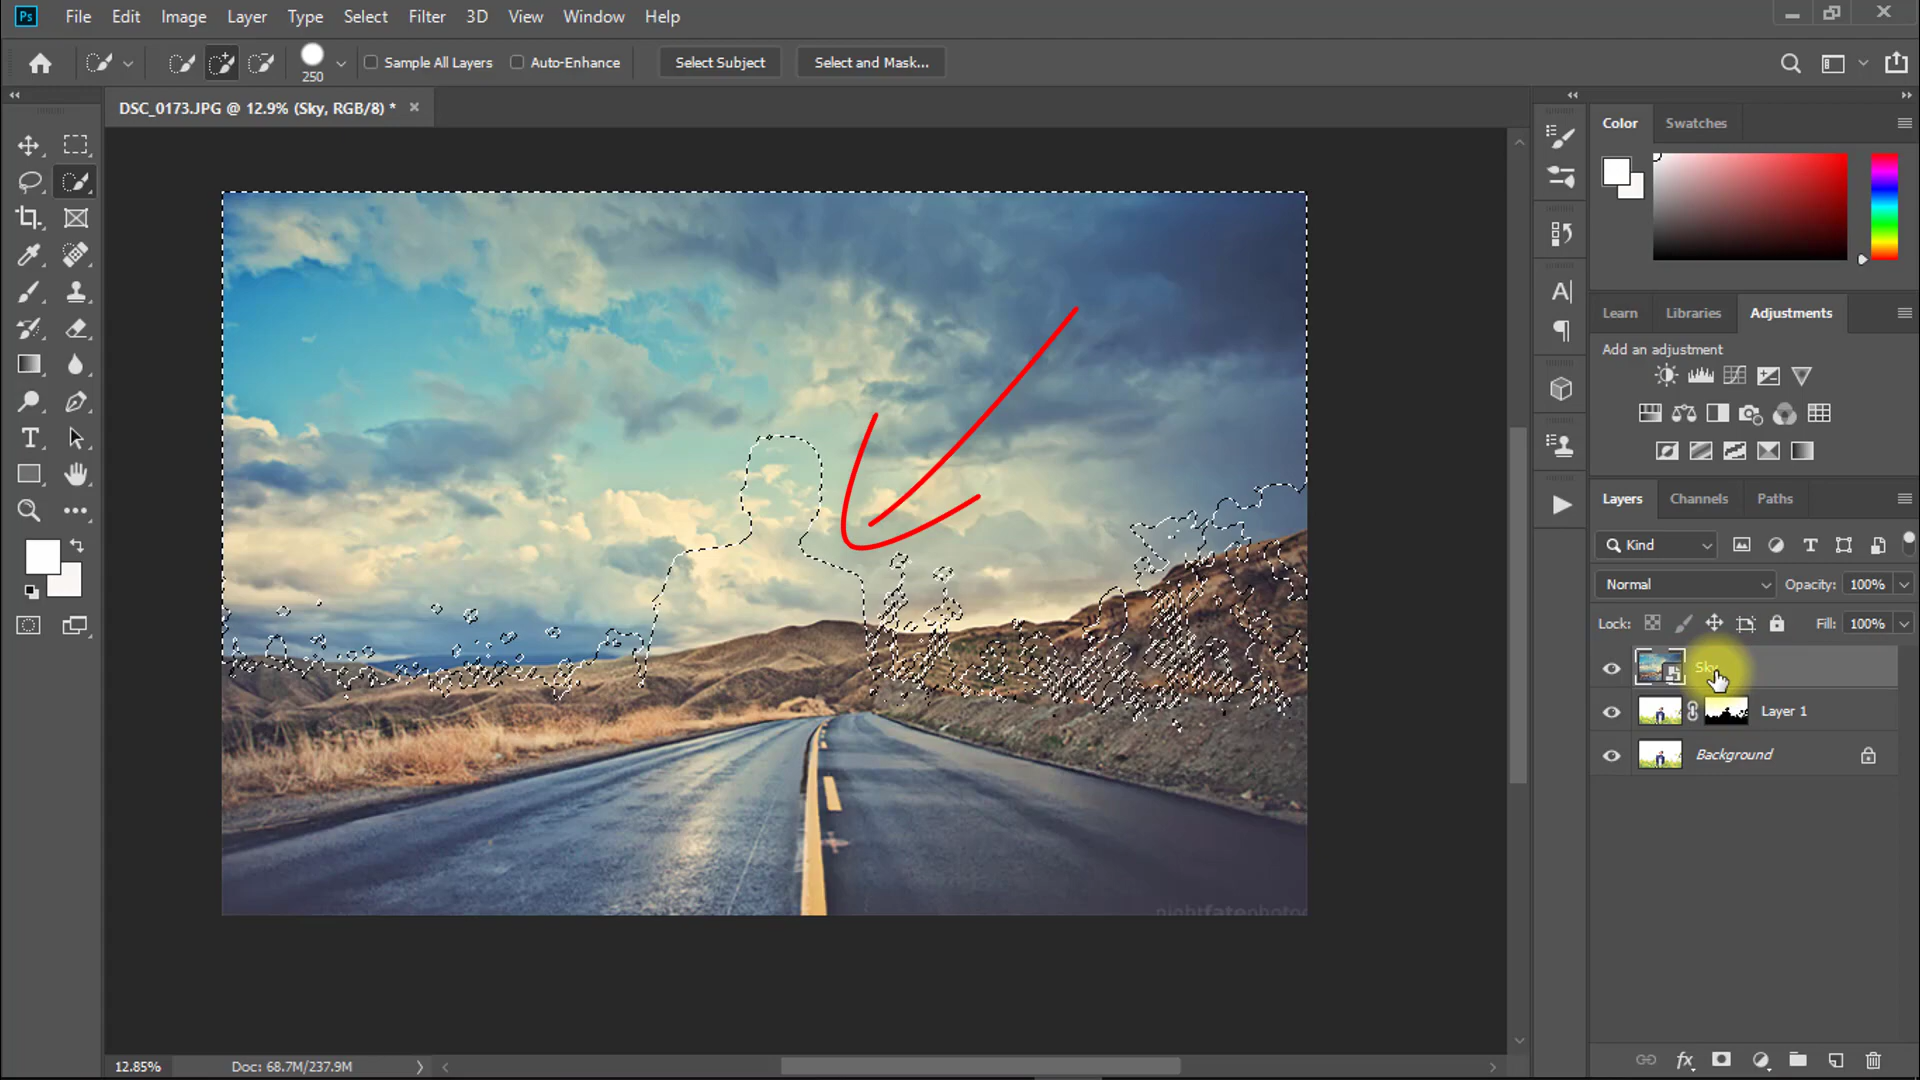 Ps File Edit Image Layer Type Select Filter 3D View Window Help
250 Sample All Layers Auto-Enhance Select Subject Select and Mask...
DSC_0173.JPG @ 12.9% (Sky, RGB/8) * ×
Color Swatches
Learn Libraries Adjustments
Add an adjustment
Layers Channels Paths
Kind
Normal Opacity: 100%
Lock: Fill: 100%
Sky
Layer 1
Background
nightfatephoto
12.85% Doc: 68.7M/237.9M